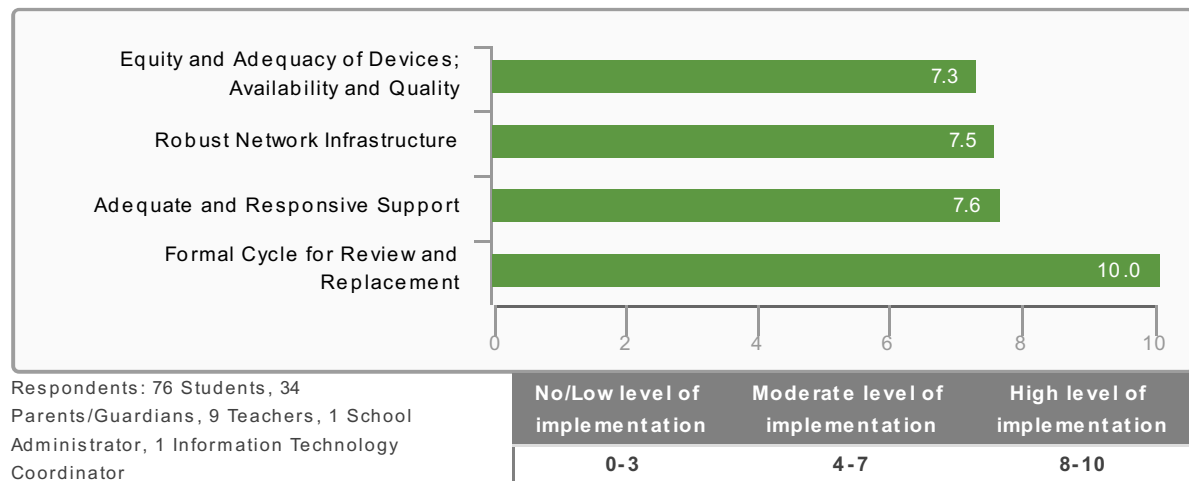 Equity and Adequacy of Devices;
Availability and Quality
7.3
Robust Network Infrastructure
7.5
Adequate and Responsive Support
7.6
Formal Cycle for Review and
Replacement
10.0
0 2 4 6 8 10
Respondents: 76 Students, 34
Parents/Guardians, 9 Teachers, 1 School
Administrator, 1 Information Technology
Coordinator
No/Low level of
implementation
Moderate level of
implementation
High level of
implementation
0-3 4-7 8-10